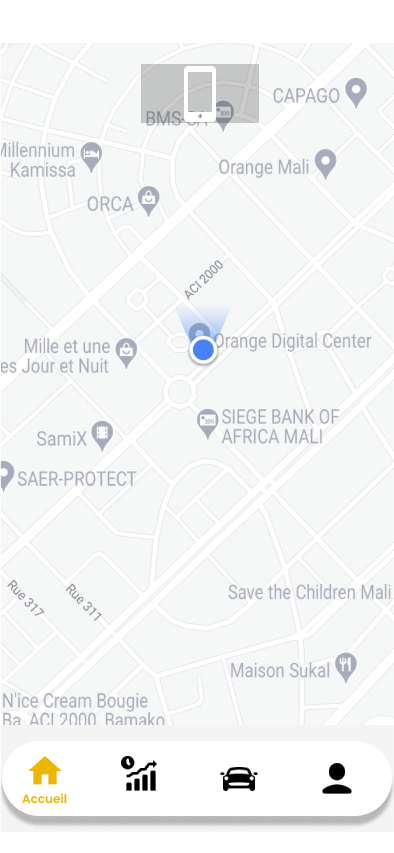 CAPAGO
BMS-SA
Millennium
Kamissa
Orange Mali
ORCA
ACI 2000
Orange Digital Center
Mille et une
es Jour et Nuit
SIEGE BANK OF
AFRICA MALI
SamiX
SAER-PROTECT
Rue 317
Rue 311
Save the Children Mali
Maison Sukal
N'ice Cream Bougie
Ba, ACI 2000, Bamako
Accueil